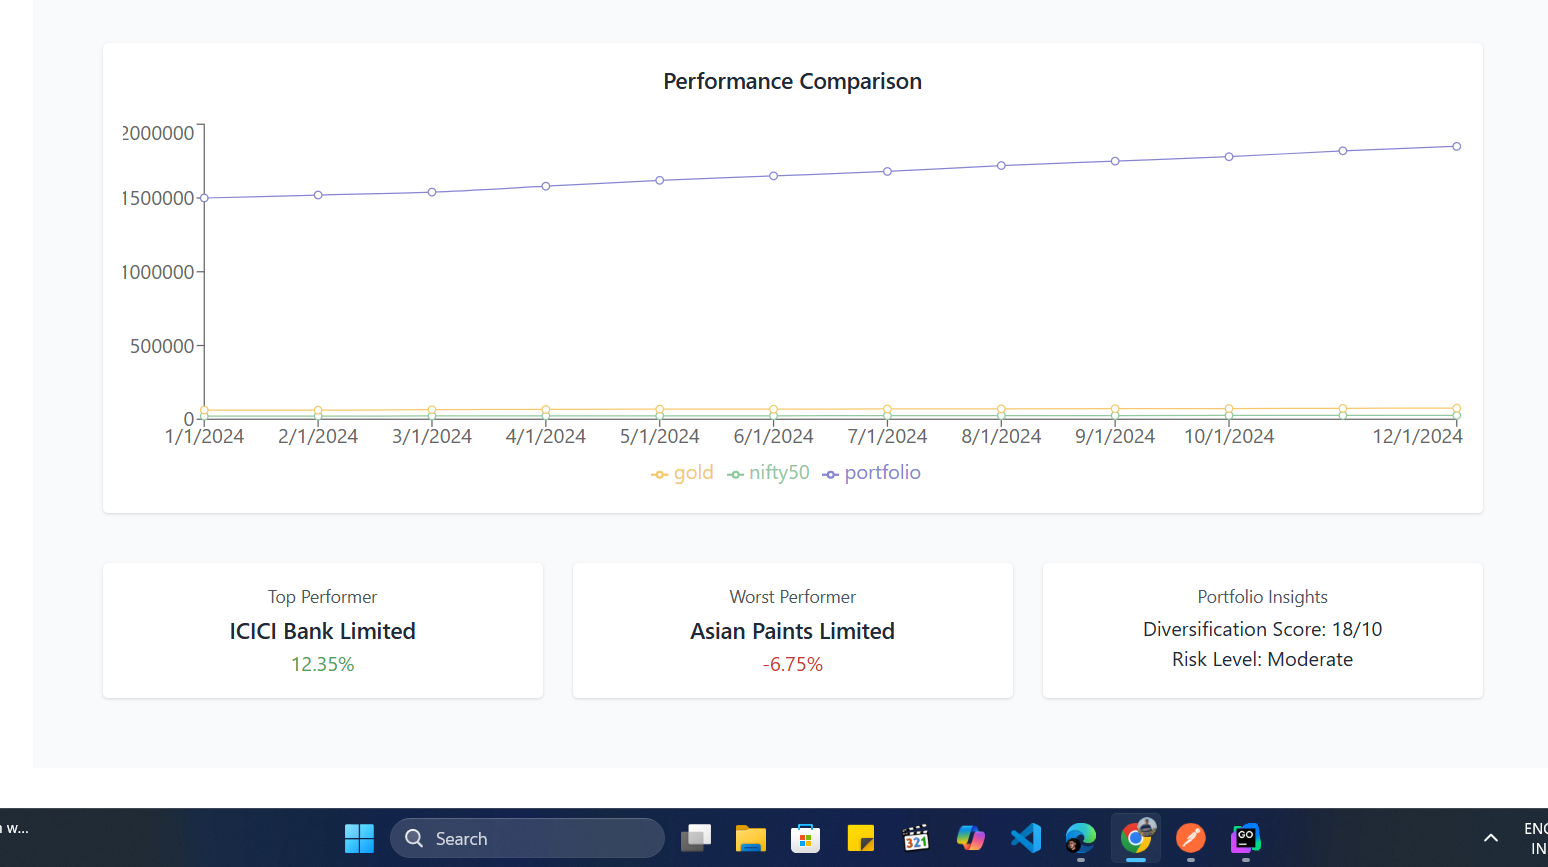 Performance Comparison
2000000
1500000
1000000
500000
0
1/1/2024 2/1/2024 3/1/2024 4/1/2024 5/1/2024 6/1/2024 7/1/2024 8/1/2024 9/1/2024 10/1/2024 12/1/2024
gold nifty50 portfolio
Top Performer
ICICI Bank Limited
12.35%
Worst Performer
Asian Paints Limited
-6.75%
Portfolio Insights
Diversification Score: 18/10
Risk Level: Moderate
w...
Search
321
GO
ENG
IN